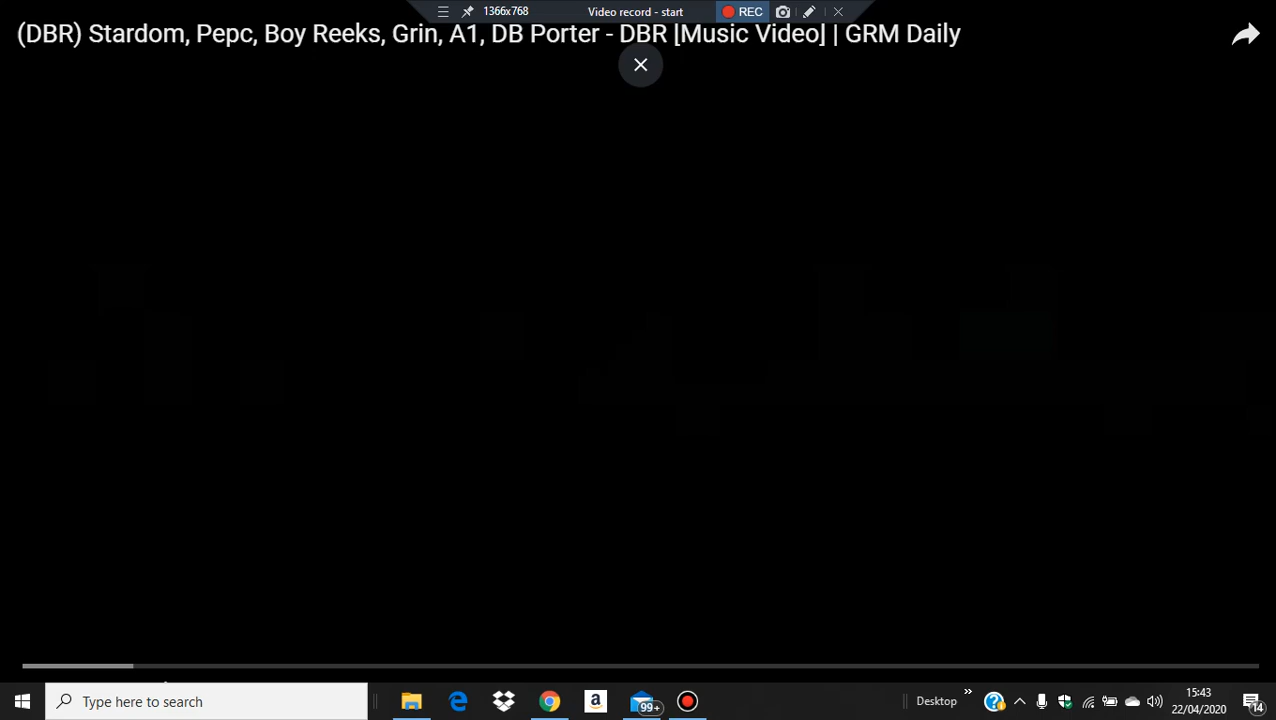 1366x768
Video record - start
REC
(DBR) Stardom, Pepc, Boy Reeks, Grin, A1, DB Porter - DBR [Music Video] | GRM Daily
Type here to search
a
99+
Desktop
15:43
22/04/2020
14